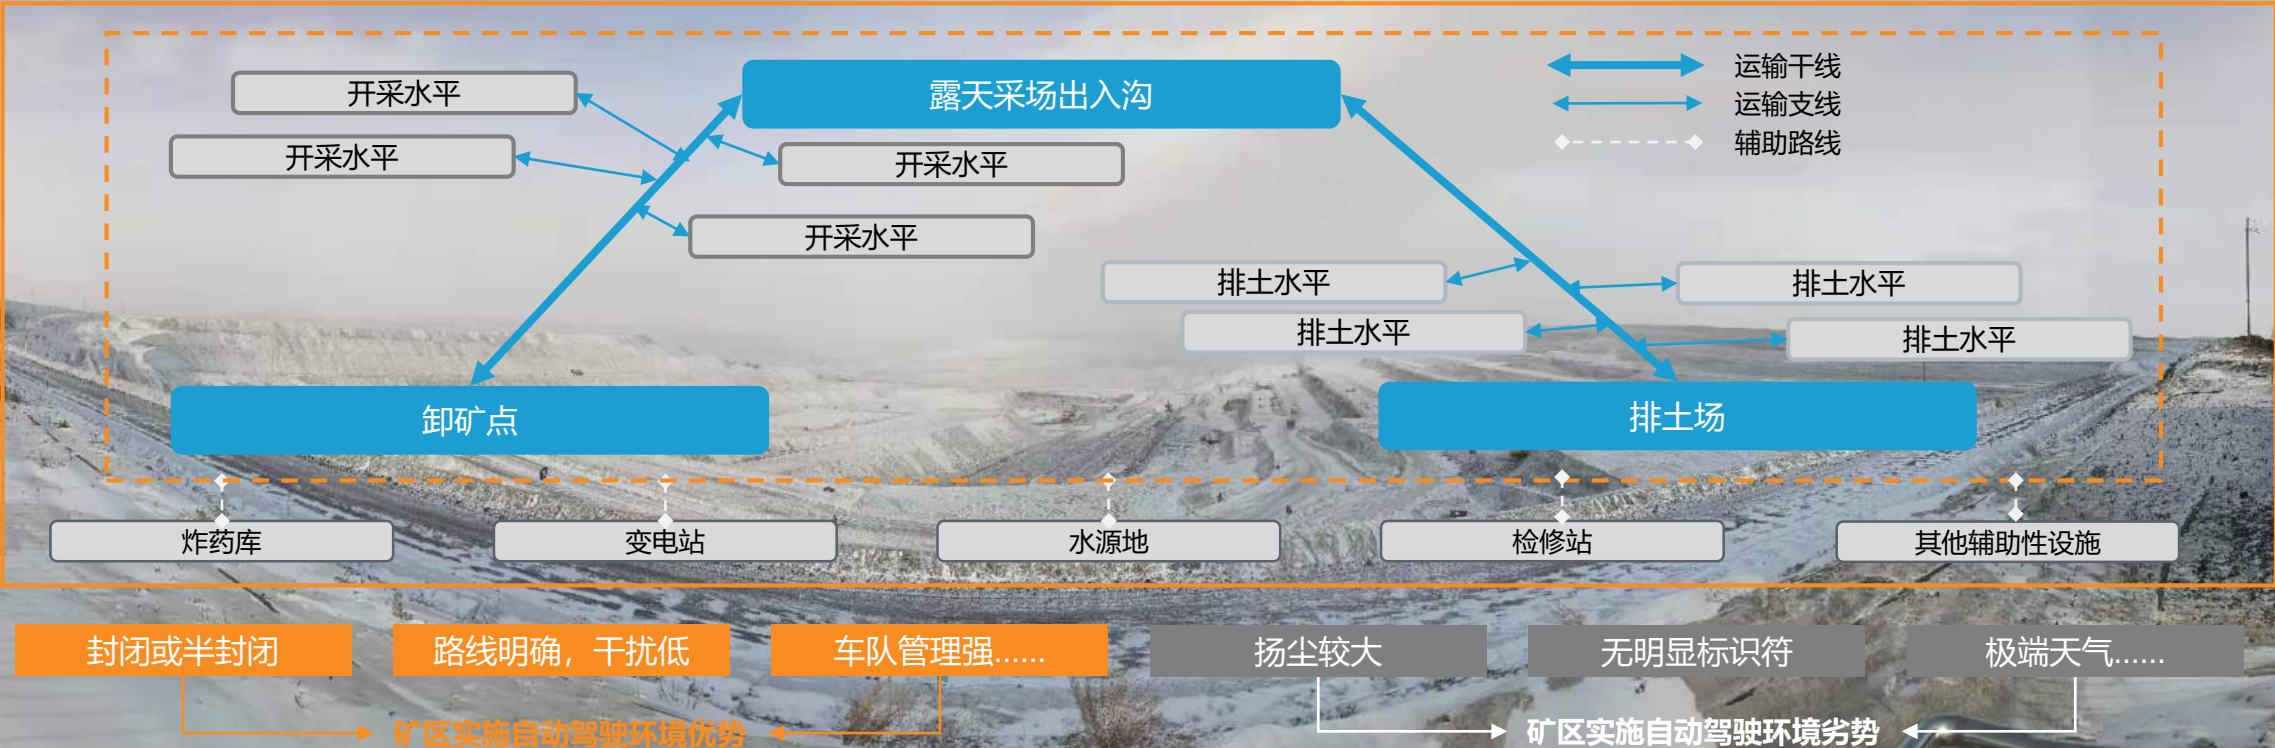 露天采场出入沟
运输干线
运输支线
辅助路线
开采水平
开采水平
开采水平
开采水平
排土水平
排土水平
排土水平
排土水平
卸矿点
排土场
炸药库
变电站
水源地
检修站
其他辅助性设施
封闭或半封闭
路线明确，干扰低
车队管理强......
扬尘较大
无明显标识符
极端天气......
矿区实施自动驾驶环境优势
矿区实施自动驾驶环境劣势